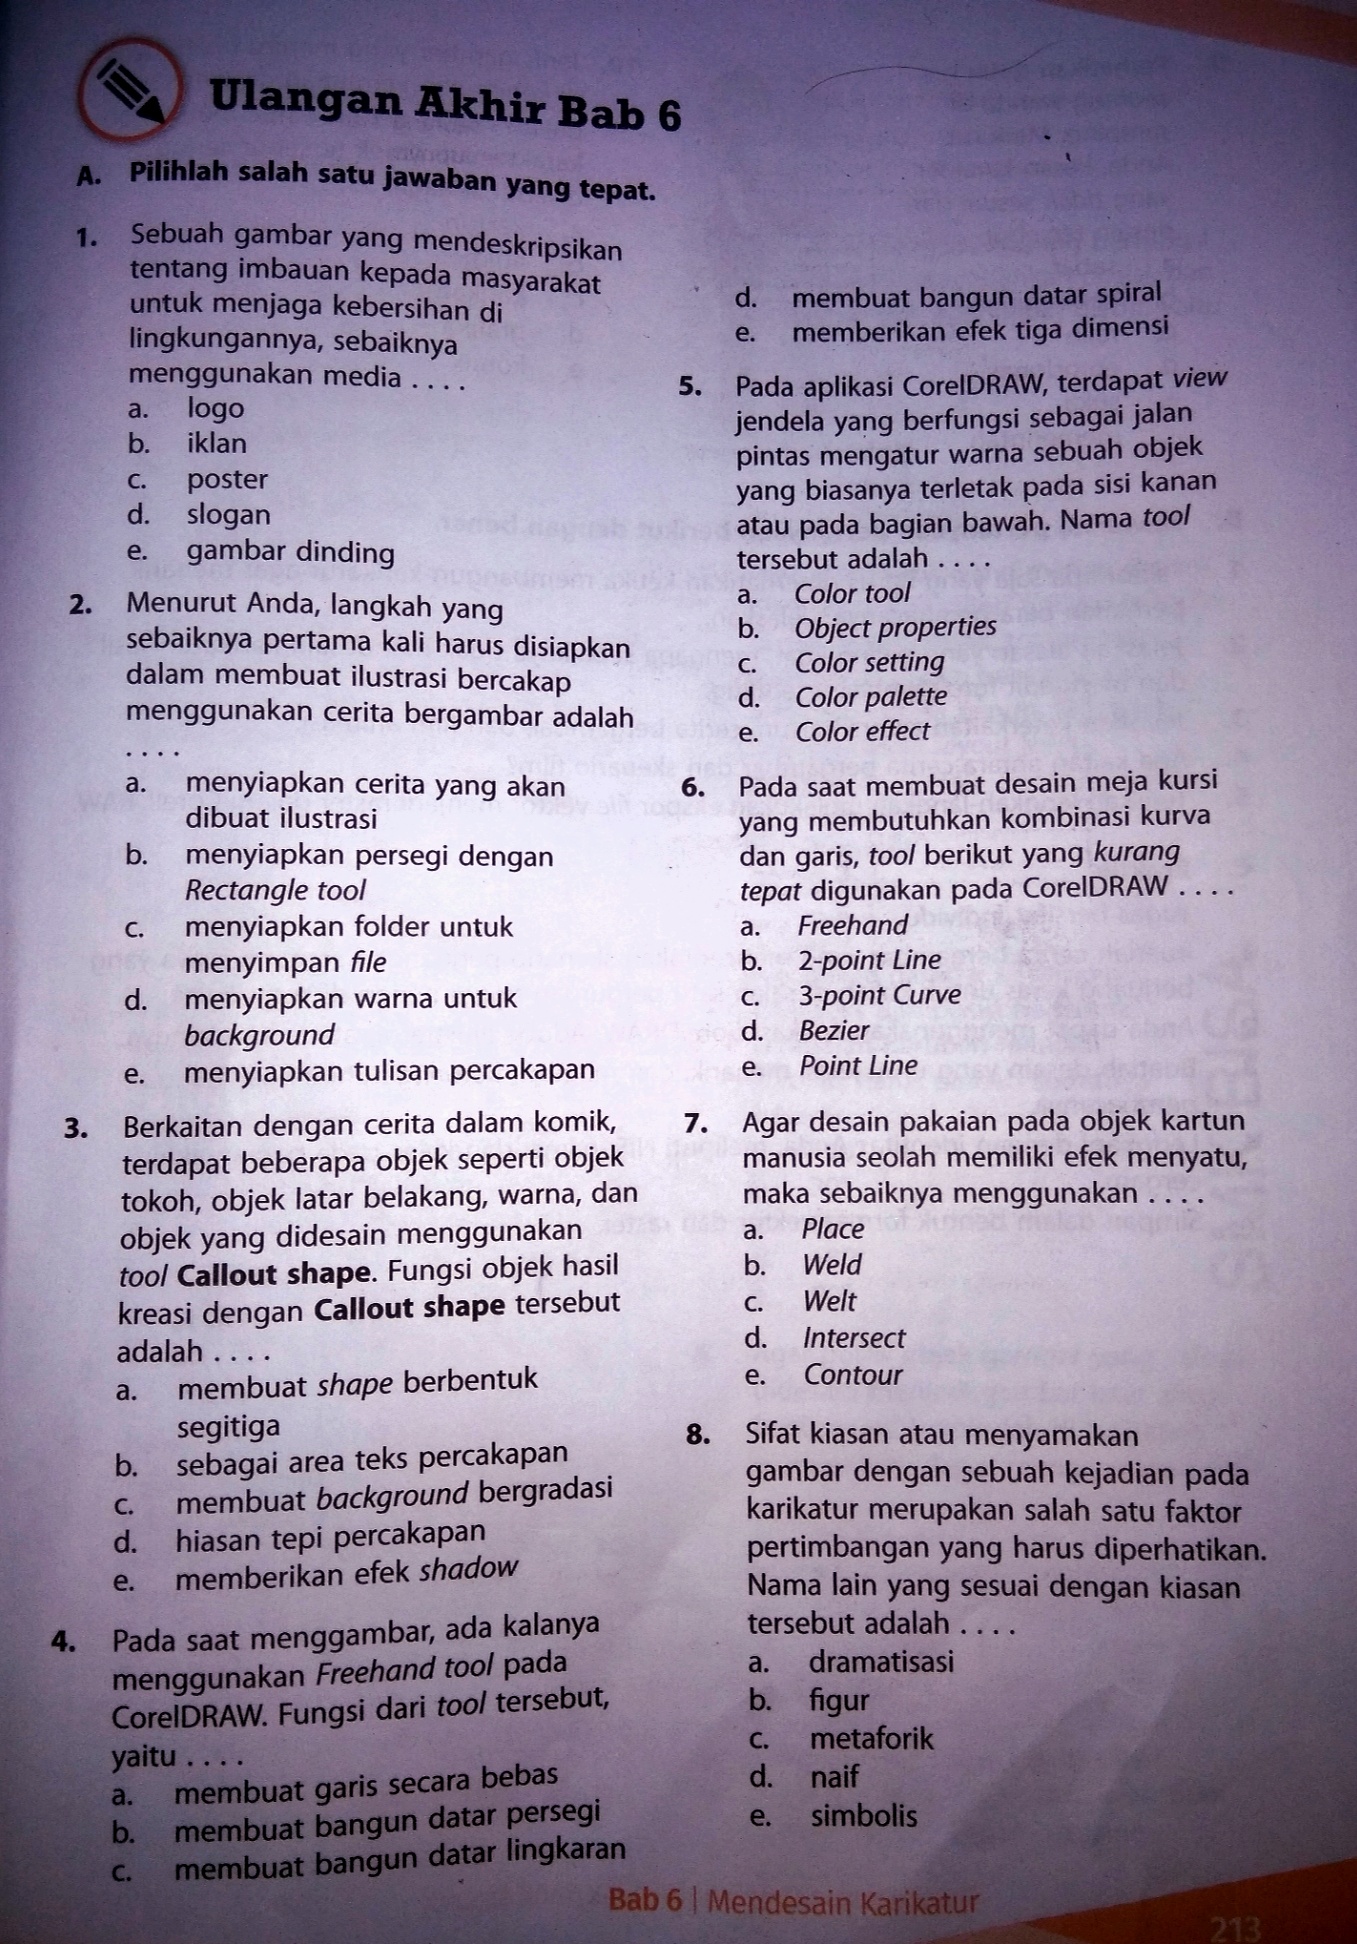 Ulangan Akhir Bab 6
A. Pilihlah salah satu jawaban yang tepat.
1. Sebuah gambar yang mendeskripsikan
tentang imbauan kepada masyarakat
untuk menjaga kebersihan di
lingkungannya, sebaiknya
menggunakan media . . . .
a. logo
b. iklan
c. poster
d. slogan
e. gambar dinding
2. Menurut Anda, langkah yang
sebaiknya pertama kali harus disiapkan
dalam membuat ilustrasi bercakap
menggunakan cerita bergambar adalah
. . . .
a. menyiapkan cerita yang akan
dibuat ilustrasi
b. menyiapkan persegi dengan
Rectangle tool
c. menyiapkan folder untuk
menyimpan file
d. menyiapkan warna untuk
background
e. menyiapkan tulisan percakapan
3. Berkaitan dengan cerita dalam komik,
terdapat beberapa objek seperti objek
tokoh, objek latar belakang, warna, dan
objek yang didesain menggunakan
tool Callout shape. Fungsi objek hasil
kreasi dengan Callout shape tersebut
adalah . . . .
a. membuat shape berbentuk
segitiga
b. sebagai area teks percakapan
c. membuat background bergradasi
d. hiasan tepi percakapan
e. memberikan efek shadow
4. Pada saat menggambar, ada kalanya
menggunakan Freehand tool pada
CorelDRAW. Fungsi dari tool tersebut,
yaitu . . . .
a. membuat garis secara bebas
b. membuat bangun datar persegi
c. membuat bangun datar lingkaran
d. membuat bangun datar spiral
e. memberikan efek tiga dimensi
5. Pada aplikasi CorelDRAW, terdapat view
jendela yang berfungsi sebagai jalan
pintas mengatur warna sebuah objek
yang biasanya terletak pada sisi kanan
atau pada bagian bawah. Nama tool
tersebut adalah . . . .
a. Color tool
b. Object properties
c. Color setting
d. Color palette
e. Color effect
6. Pada saat membuat desain meja kursi
yang membutuhkan kombinasi kurva
dan garis, tool berikut yang kurang
tepat digunakan pada CorelDRAW . . . .
a. Freehand
b. 2-point Line
c. 3-point Curve
d. Bezier
e. Point Line
7. Agar desain pakaian pada objek kartun
manusia seolah memiliki efek menyatu,
maka sebaiknya menggunakan . . . .
a. Place
b. Weld
c. Welt
d. Intersect
e. Contour
8. Sifat kiasan atau menyamakan
gambar dengan sebuah kejadian pada
karikatur merupakan salah satu faktor
pertimbangan yang harus diperhatikan.
Nama lain yang sesuai dengan kiasan
tersebut adalah . . . .
a. dramatisasi
b. figur
c. metaforik
d. naif
e. simbolis
Bab 6 | Mendesain Karikatur
213